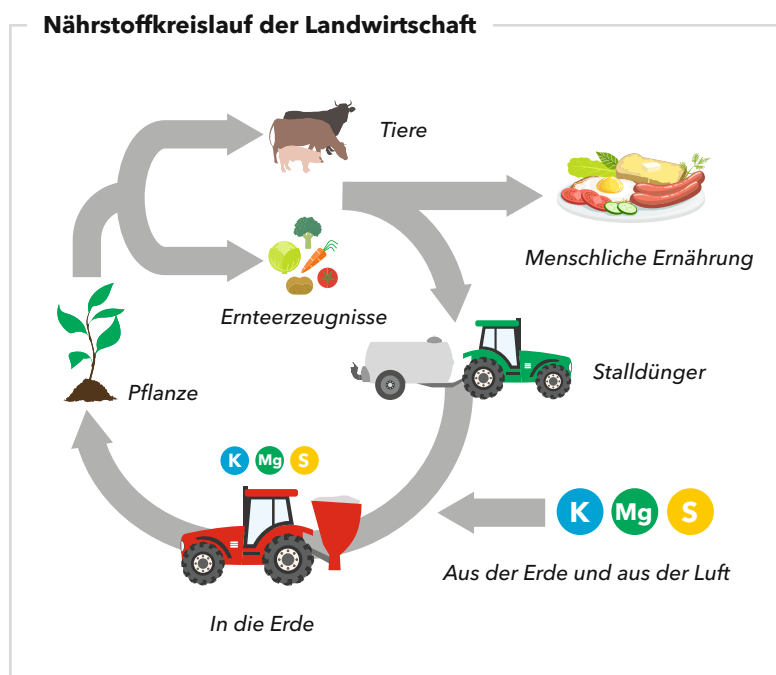 Nährstoffkreislauf der Landwirtschaft
Tiere
Menschliche Ernährung
Ernteerzeugnisse
Stalldünger
Pflanze
K Mg S
K Mg S
Aus der Erde und aus der Luft
In die Erde